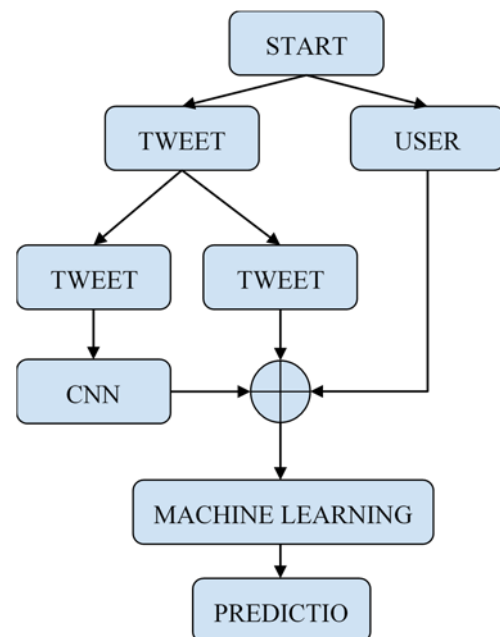 START
TWEET
USER
TWEET
TWEET
CNN
MACHINE LEARNING
PREDICTIO